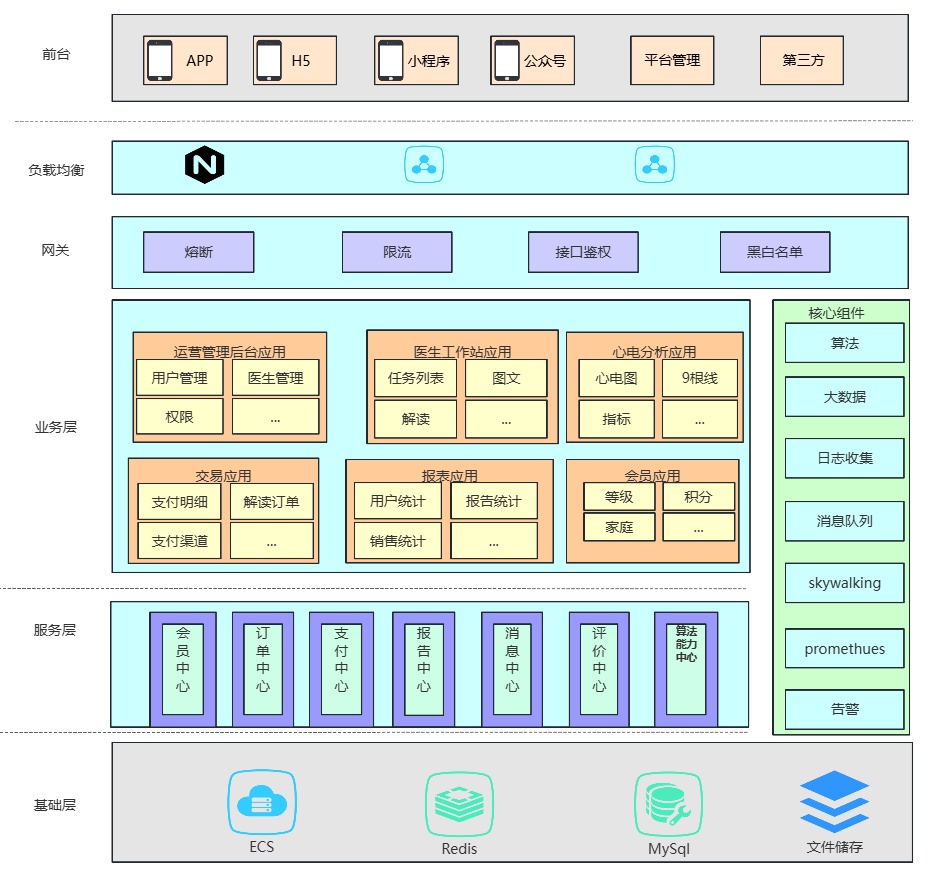 前台
APP
H5
小程序
公众号
平台管理
第三方
负载均衡
N
网关
熔断
限流
接口鉴权
黑白名单
业务层
运营管理后台应用
用户管理
医生管理
权限
...
医生工作站应用
任务列表
图文
解读
...
心电分析应用
心电图
9根线
指标
...
交易应用
支付明细
解读订单
支付渠道
...
报表应用
用户统计
报告统计
销售统计
...
会员应用
等级
积分
家庭
...
核心组件
算法
大数据
日志收集
消息队列
skywalking
promethues
告警
服务层
会
员
中
心
订
单
中
心
支
付
中
心
报
告
中
心
消
息
中
心
评
价
中
心
算法
能力
中心
基础层
ECS
Redis
MySql
文件储存